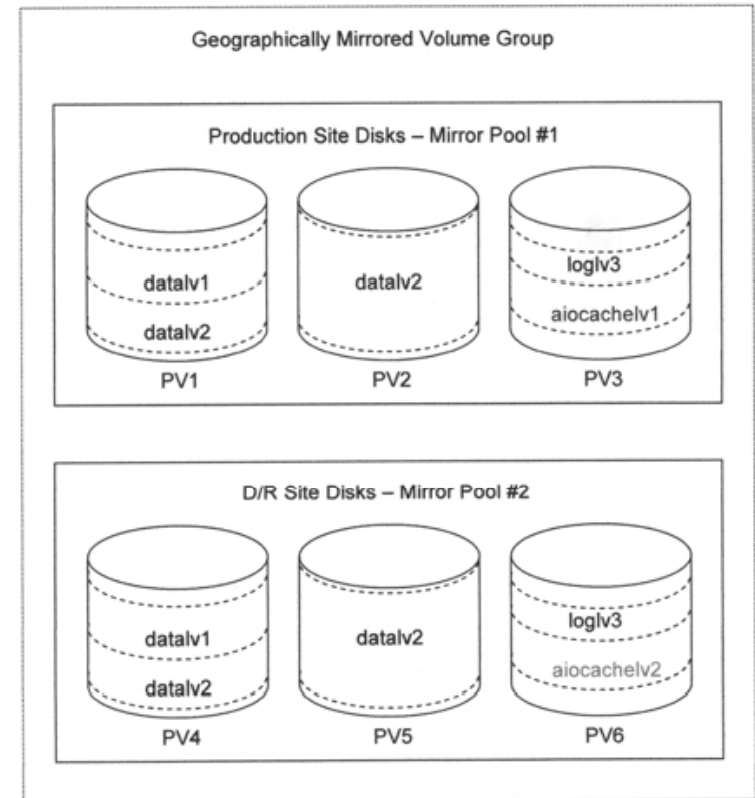 Geographically Mirrored Volume Group
Production Site Disks – Mirror Pool #1
datalv1
datalv2
datalv2
loglv3
aiocachelv1
PV1
PV2
PV3
D/R Site Disks – Mirror Pool #2
datalv1
datalv2
datalv2
loglv3
aiocachelv2
PV4
PV5
PV6